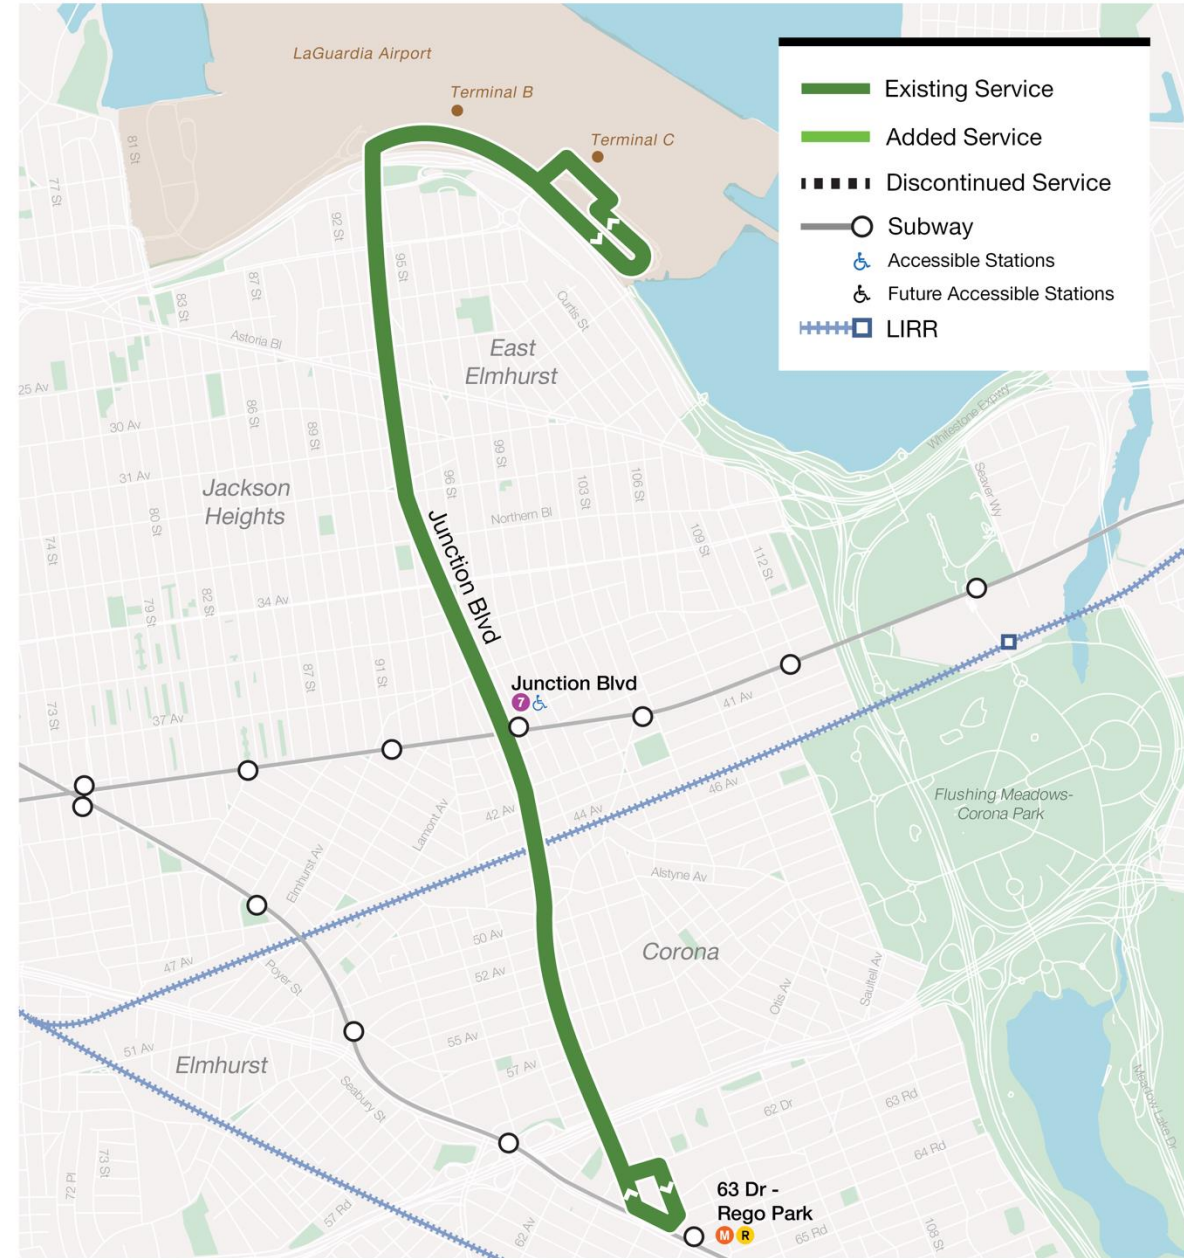 LaGuardia Airport
Terminal B
Terminal C
Existing Service
Added Service
Discontinued Service
Subway
Accessible Stations
Future Accessible Stations
LIRR
81 St
77 St
92 St
95 St
87 St
83 St
Curtis St
Astoria Bl
East
Elmhurst
25 Av
Whitestone Expwy
86 St
30 Av
89 St
99 St
31 Av
96 St
103 St
106 St
Seaver Wy
Jackson
Heights
80 St
Northern Bl
Junction Blvd
74 St
109 St
112 St
79 St
82 St
34 Av
87 St
91 St
Junction Blvd
7
73 St
37 Av
41 Av
46 Av
42 Av
44 Av
Lamont Av
Flushing Meadows-
Corona Park
Elmhurst Av
Alstyne Av
50 Av
Corona
47 Av
Poyer St
52 Av
Otis Av
Saultell Av
55 Av
51 Av
Elmhurst
57 Av
Seabury St
62 Dr
63 Rd
Meadow Lake Dr
64 Rd
73 St
72 Pl
57 Rd
62 Av
63 Dr -
Rego Park
M R
65 Rd
108 St